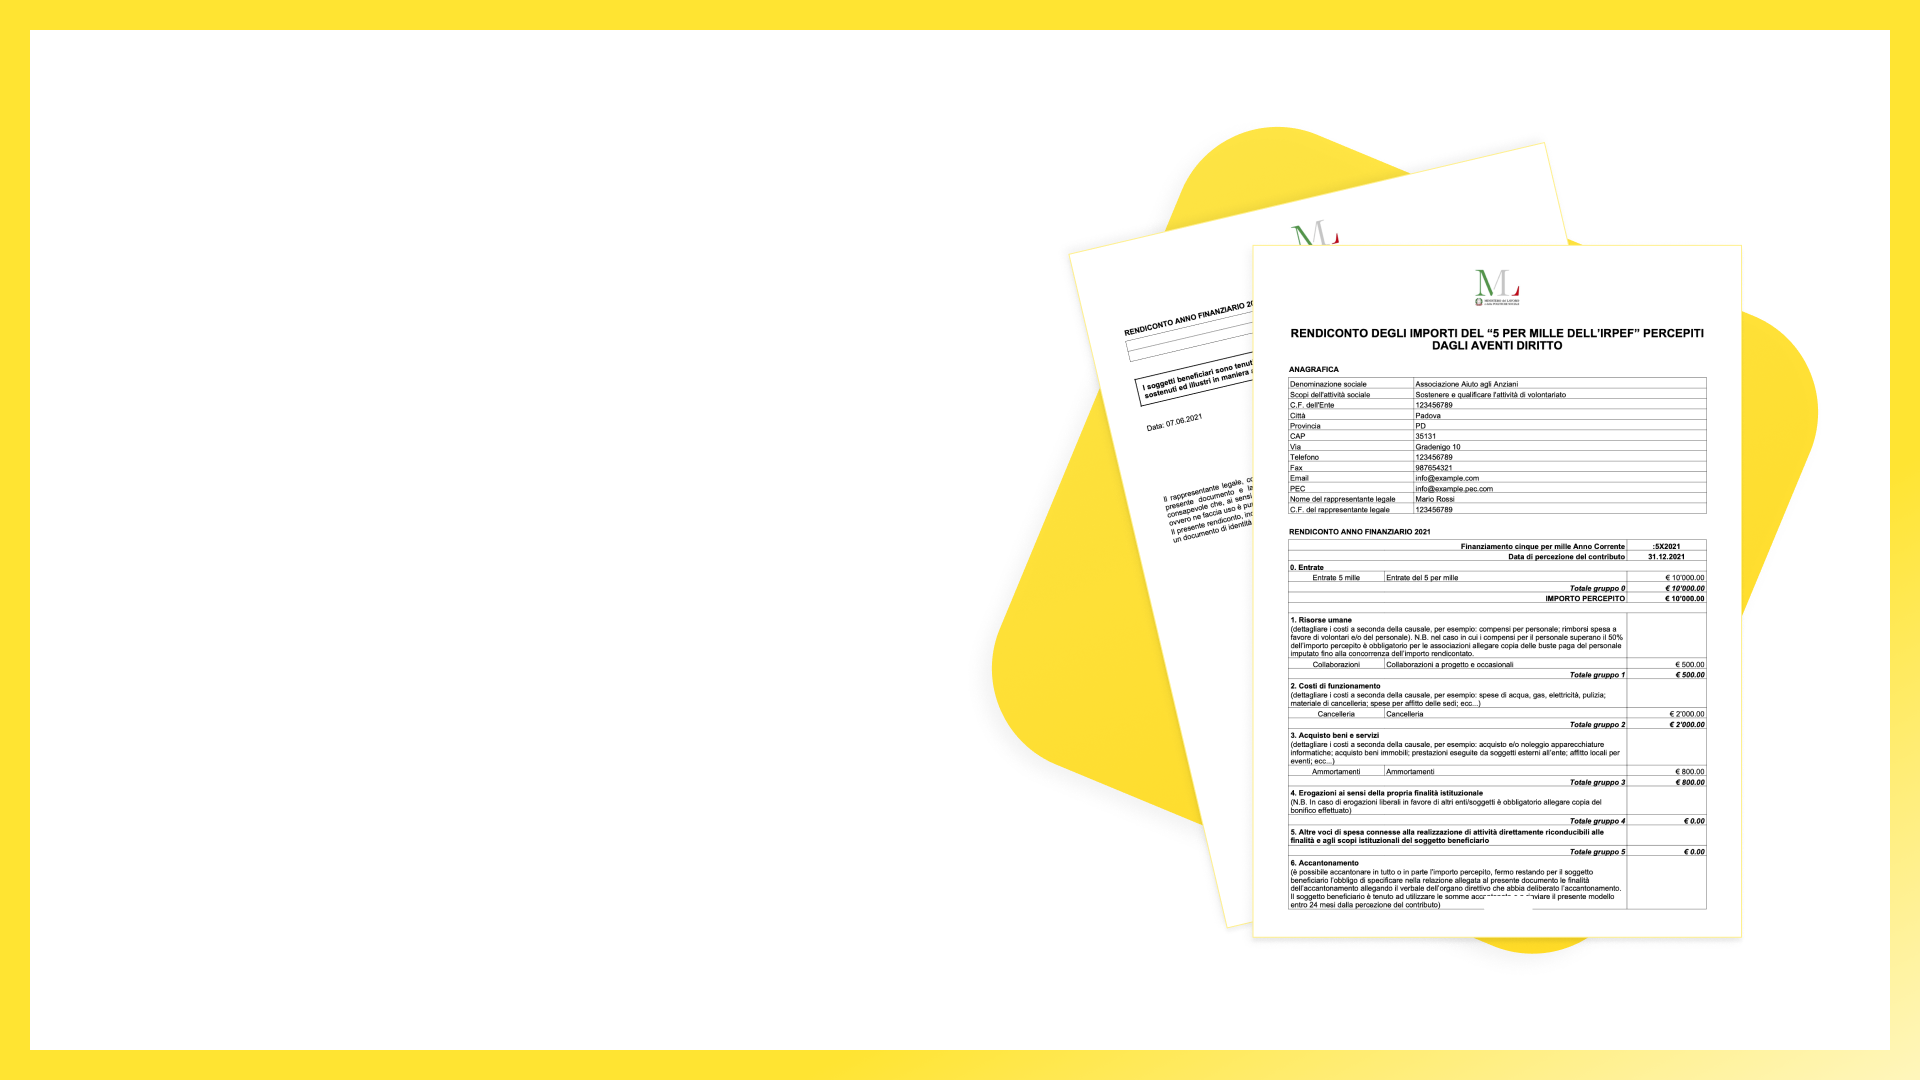 RENDICONTO ANNO FINANZIARIO
I soggetti beneficiari sono
sostenuti ed illustri in maniera
Data: 07.06.2021
Il rappresentante legale,
presente documento e la
consapevole che, ai sensi
ovvero ne faccia uso è
Il presente rendiconto,
un documento di identità
ML
MINISTERO del LAVORO
e delle POLITICHE SOCIALI
RENDICONTO DEGLI IMPORTI DEL “5 PER MILLE DELL’IRPEF” PERCEPITI
DAGLI AVENTI DIRITTO
ANAGRAFICA
Denominazione sociale Associazione Aiuto agli Anziani
Scopi dell'attività sociale Sostenere e qualificare l'attività di volontariato
C.F. dell'Ente 123456789
Città Padova
Provincia PD
CAP 35131
Via Gradenigo 10
Telefono 123456789
Fax 987654321
Email info@example.com
PEC info@example.pec.com
Nome del rappresentante legale Mario Rossi
C.F. del rappresentante legale 123456789
RENDICONTO ANNO FINANZIARIO 2021
Finanziamento cinque per mille Anno Corrente :5X2021
Data di percezione del contributo 31.12.2021
0. Entrate
Entrate 5 mille Entrate del 5 per mille € 10'000.00
Totale gruppo 0 € 10'000.00
IMPORTO PERCEPITO € 10'000.00
1. Risorse umane
(dettagliare i costi a seconda della causale, per esempio: compensi per personale; rimborsi spesa a
favore di volontari e/o del personale). N.B. nel caso in cui i compensi per il personale superano il 50%
dell’importo percepito è obbligatorio per le associazioni allegare copia delle buste paga del personale
imputato fino alla concorrenza dell’importo rendicontato.
Collaborazioni Collaborazioni a progetto e occasionali € 500.00
Totale gruppo 1 € 500.00
2. Costi di funzionamento
(dettagliare i costi a seconda della causale, per esempio: spese di acqua, gas, elettricità, pulizia;
materiale di cancelleria; spese per affitto delle sedi; ecc...)
Cancelleria Cancelleria € 2'000.00
Totale gruppo 2 € 2'000.00
3. Acquisto beni e servizi
(dettagliare i costi a seconda della causale, per esempio: acquisto e/o noleggio apparecchiature
informatiche; acquisto beni immobili; prestazioni eseguite da soggetti esterni all’ente; affitto locali per
eventi; ecc...)
Ammortamenti Ammortamenti € 800.00
Totale gruppo 3 € 800.00
4. Erogazioni ai sensi della propria finalità istituzionale
(N.B. In caso di erogazioni liberali in favore di altri enti/soggetti è obbligatorio allegare copia del
bonifico effettuato)
Totale gruppo 4 € 0.00
5. Altre voci di spesa connesse alla realizzazione di attività direttamente riconducibili alle
finalità e agli scopi istituzionali del soggetto beneficiario
Totale gruppo 5 € 0.00
6. Accantonamento
(è possibile accantonare in tutto o in parte l’importo percepito, fermo restando per il soggetto
beneficiario l’obbligo di specificare nella relazione allegata al presente documento le finalità
dell’accantonamento allegando il verbale dell’organo direttivo che abbia deliberato l’accantonamento.
Il soggetto beneficiario è tenuto ad utilizzare le somme il presente modello
entro 24 mesi dalla percezione del contributo)